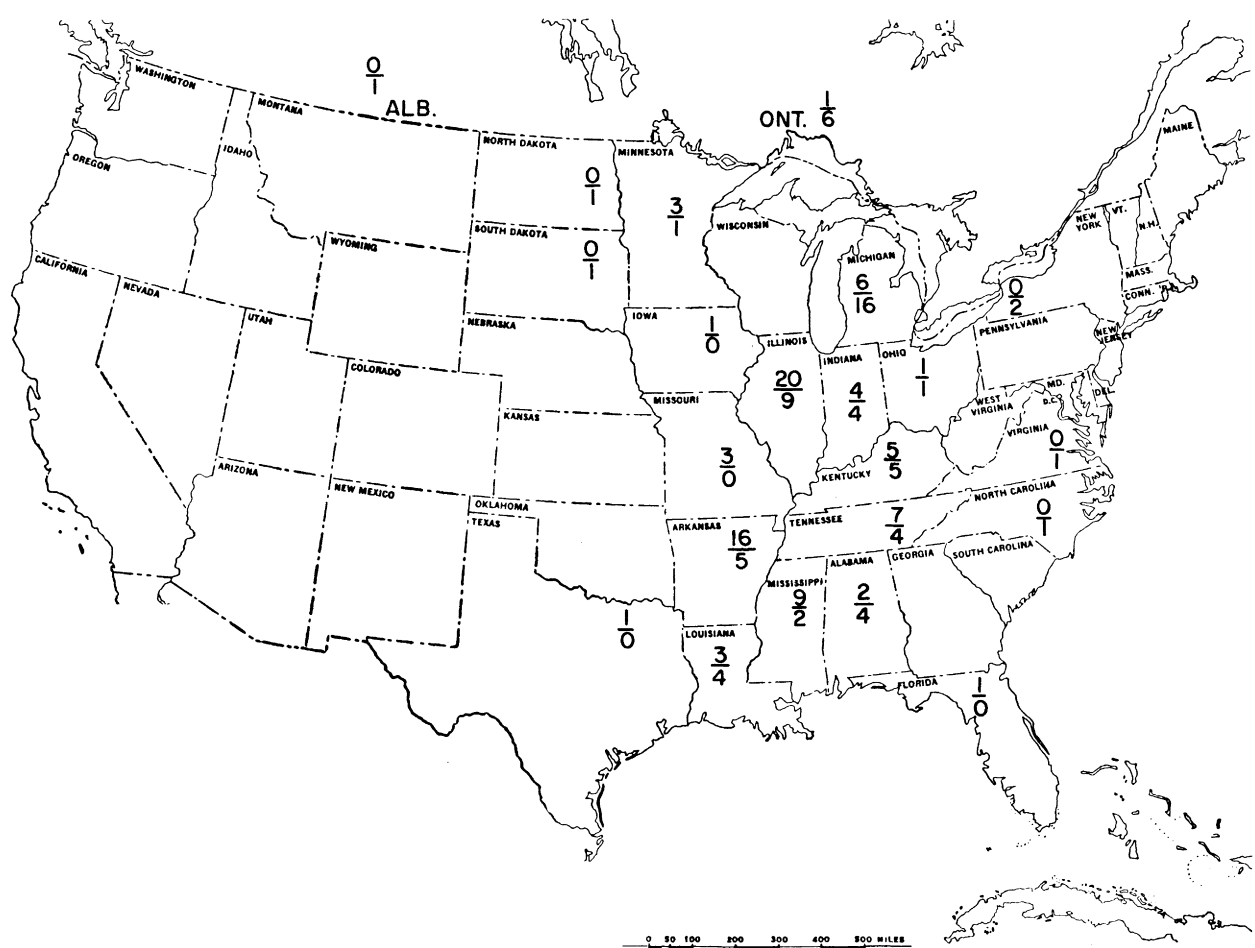 0
1
ALB.
ONT.
1
6
WASHINGTON
MONTANA
OREGON
IDAHO
NORTH DAKOTA
0
1
MINNESOTA
3
1
MAINE
SOUTH DAKOTA
0
1
WISCONSIN
NEW YORK
VT.
N.H.
WYOMING
CALIFORNIA
NEVADA
MICHIGAN
6
16
MASS.
CONN.
R.I.
0
2
UTAH
NEBRASKA
IOWA
1
0
PENNSYLVANIA
NEW JERSEY
ILLINOIS
20
9
INDIANA
4
4
OHIO
1
1
COLORADO
KANSAS
MISSOURI
3
0
WEST VIRGINIA
MD.
D.C.
DEL.
VIRGINIA
0
1
KENTUCKY
5
5
ARIZONA
NEW MEXICO
OKLAHOMA
TEXAS
1
0
ARKANSAS
16
5
TENNESSEE
7
4
NORTH CAROLINA
0
1
SOUTH CAROLINA
GEORGIA
ALABAMA
2
4
MISSISSIPPI
9
2
LOUISIANA
3
4
FLORIDA
1
0
0 50 100 200 300 400 500 MILES